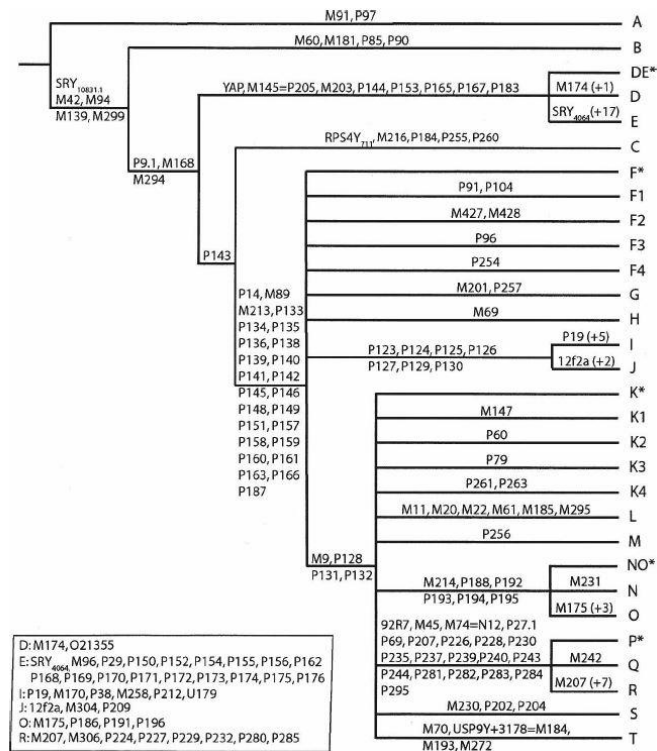 M91, P97
A
M60, M181, P85, P90
B
SRY10831.1
M42, M94
M139, M299
DE*
YAP, M145=P205, M203, P144, P153, P165, P167, P183
M174 (+1)
D
SRY4064 (+17)
E
RPS4Y711, M216, P184, P255, P260
C
P9.1, M168
M294
F*
P91, P104
F1
M427, M428
F2
P96
F3
P143
P254
F4
P14, M89
M213, P133
P134, P135
P136, P138
P139, P140
P141, P142
P145, P146
P148, P149
P151, P157
P158, P159
P160, P161
P163, P166
P187
M201, P257
G
M69
H
P19 (+5)
I
P123, P124, P125, P126
P127, P129, P130
12f2a (+2)
J
K*
M147
K1
P60
K2
P79
K3
P261, P263
K4
M11, M20, M22, M61, M185, M295
L
P256
M
M9, P128
P131, P132
NO*
M214, P188, P192
P193, P194, P195
M231
N
M175 (+3)
O
92R7, M45, M74=N12, P27.1
P69, P207, P226, P228, P230
P235, P237, P239, P240, P243
P244, P281, P282, P283, P284
P295
P*
M242
Q
M207 (+7)
R
M230, P202, P204
S
M70, USP9Y+3178=M184,
M193, M272
T
D: M174, O21355
E: SRY4064, M96, P29, P150, P152, P154, P155, P156, P162
P168, P169, P170, P171, P172, P173, P174, P175, P176
I: P19, M170, P38, M258, P212, U179
J: 12f2a, M304, P209
O: M175, P186, P191, P196
R: M207, M306, P224, P227, P229, P232, P280, P285